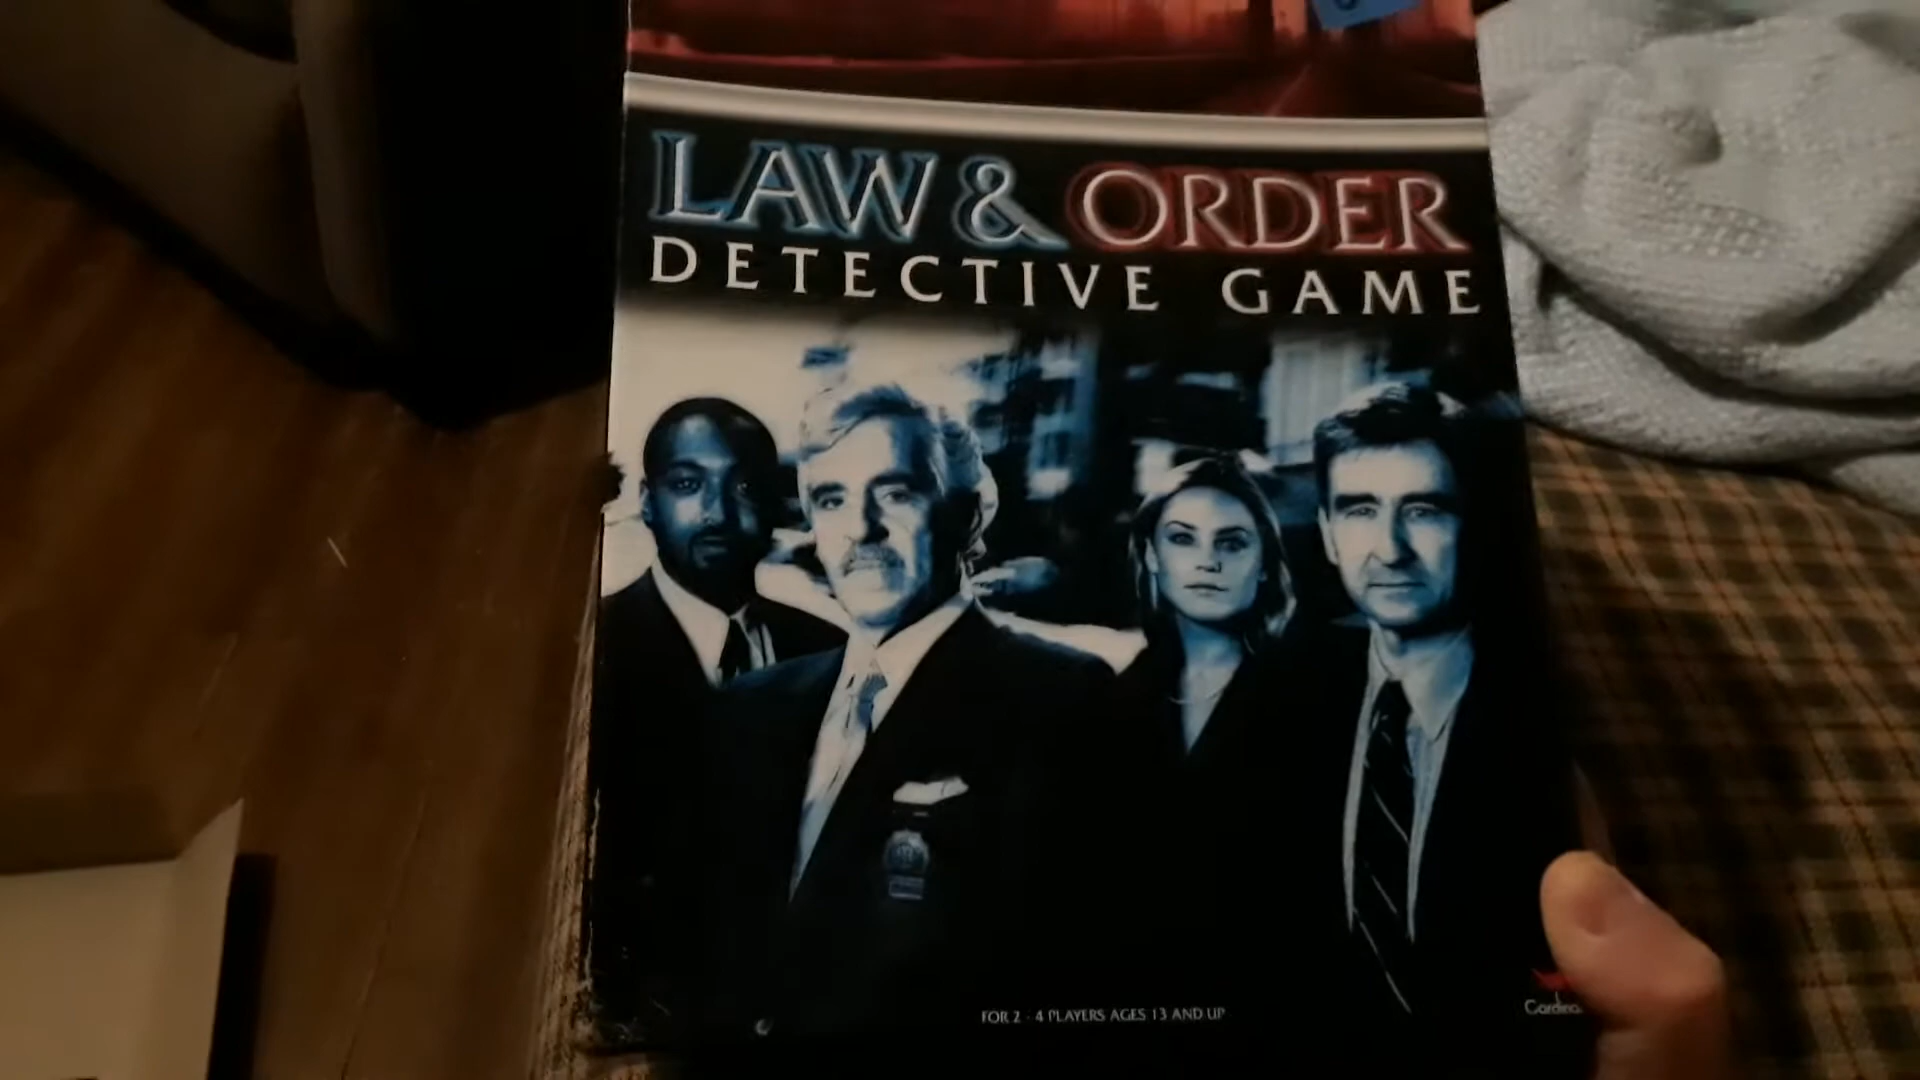 LAW & ORDER
DETECTIVE GAME
FOR 2 - 4 PLAYERS AGES 13 AND UP